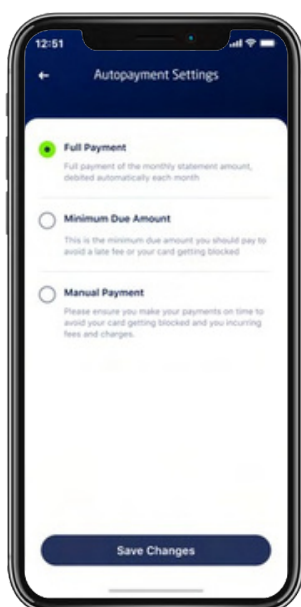 12:51
Autopayment Settings
Full Payment
Full payment of the monthly statement amount,
debited automatically each month
Minimum Due Amount
This is the minimum due amount you should pay to
avoid a late fee or your card getting blocked
Manual Payment
Please ensure you make your payments on time to
avoid your card getting blocked and you incurring
fees and charges.
Save Changes